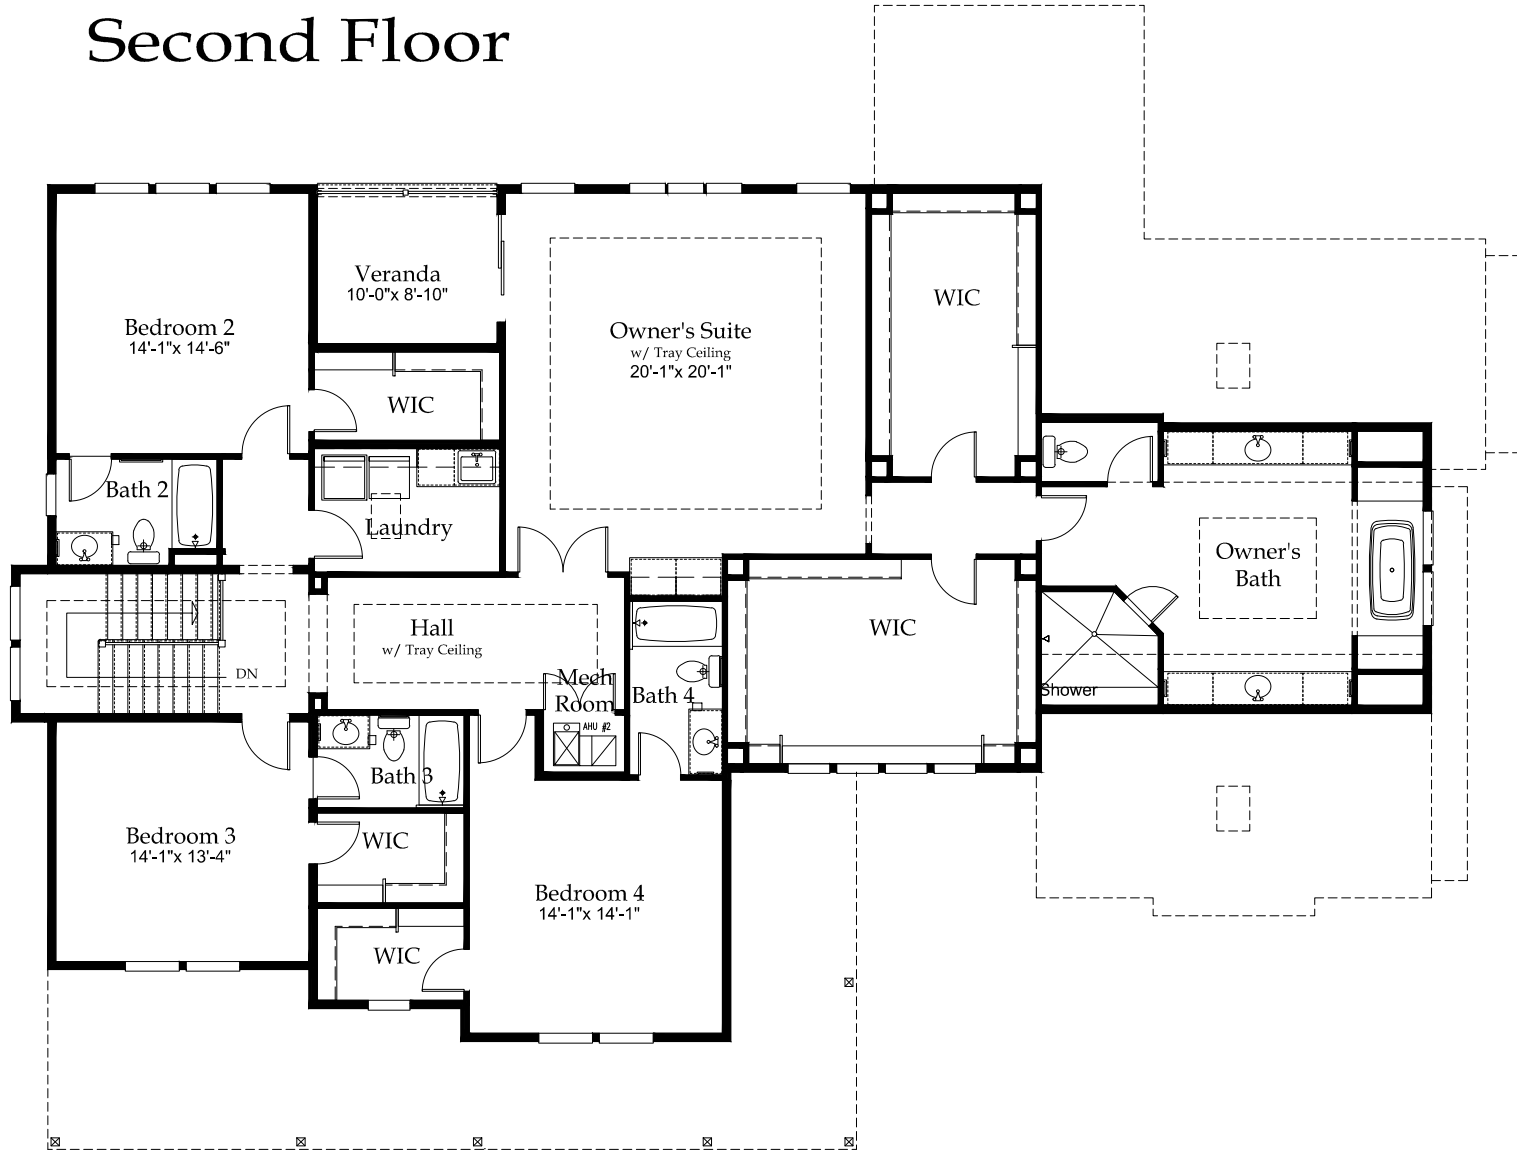 Second Floor
Veranda
10'-0"x 8'-10"
WIC
Bedroom 2
14'-1"x 14'-6"
Owner's Suite
w/ Tray Ceiling
20'-1"x 20'-1"
WIC
Bath 2
Laundry
Owner's
Bath
Hall
w/ Tray Ceiling
WIC
DN
Mech
Room
Bath 4
Shower
AHU #2
Bath 3
Bedroom 3
14'-1"x 13'-4"
WIC
Bedroom 4
14'-1"x 14'-1"
WIC